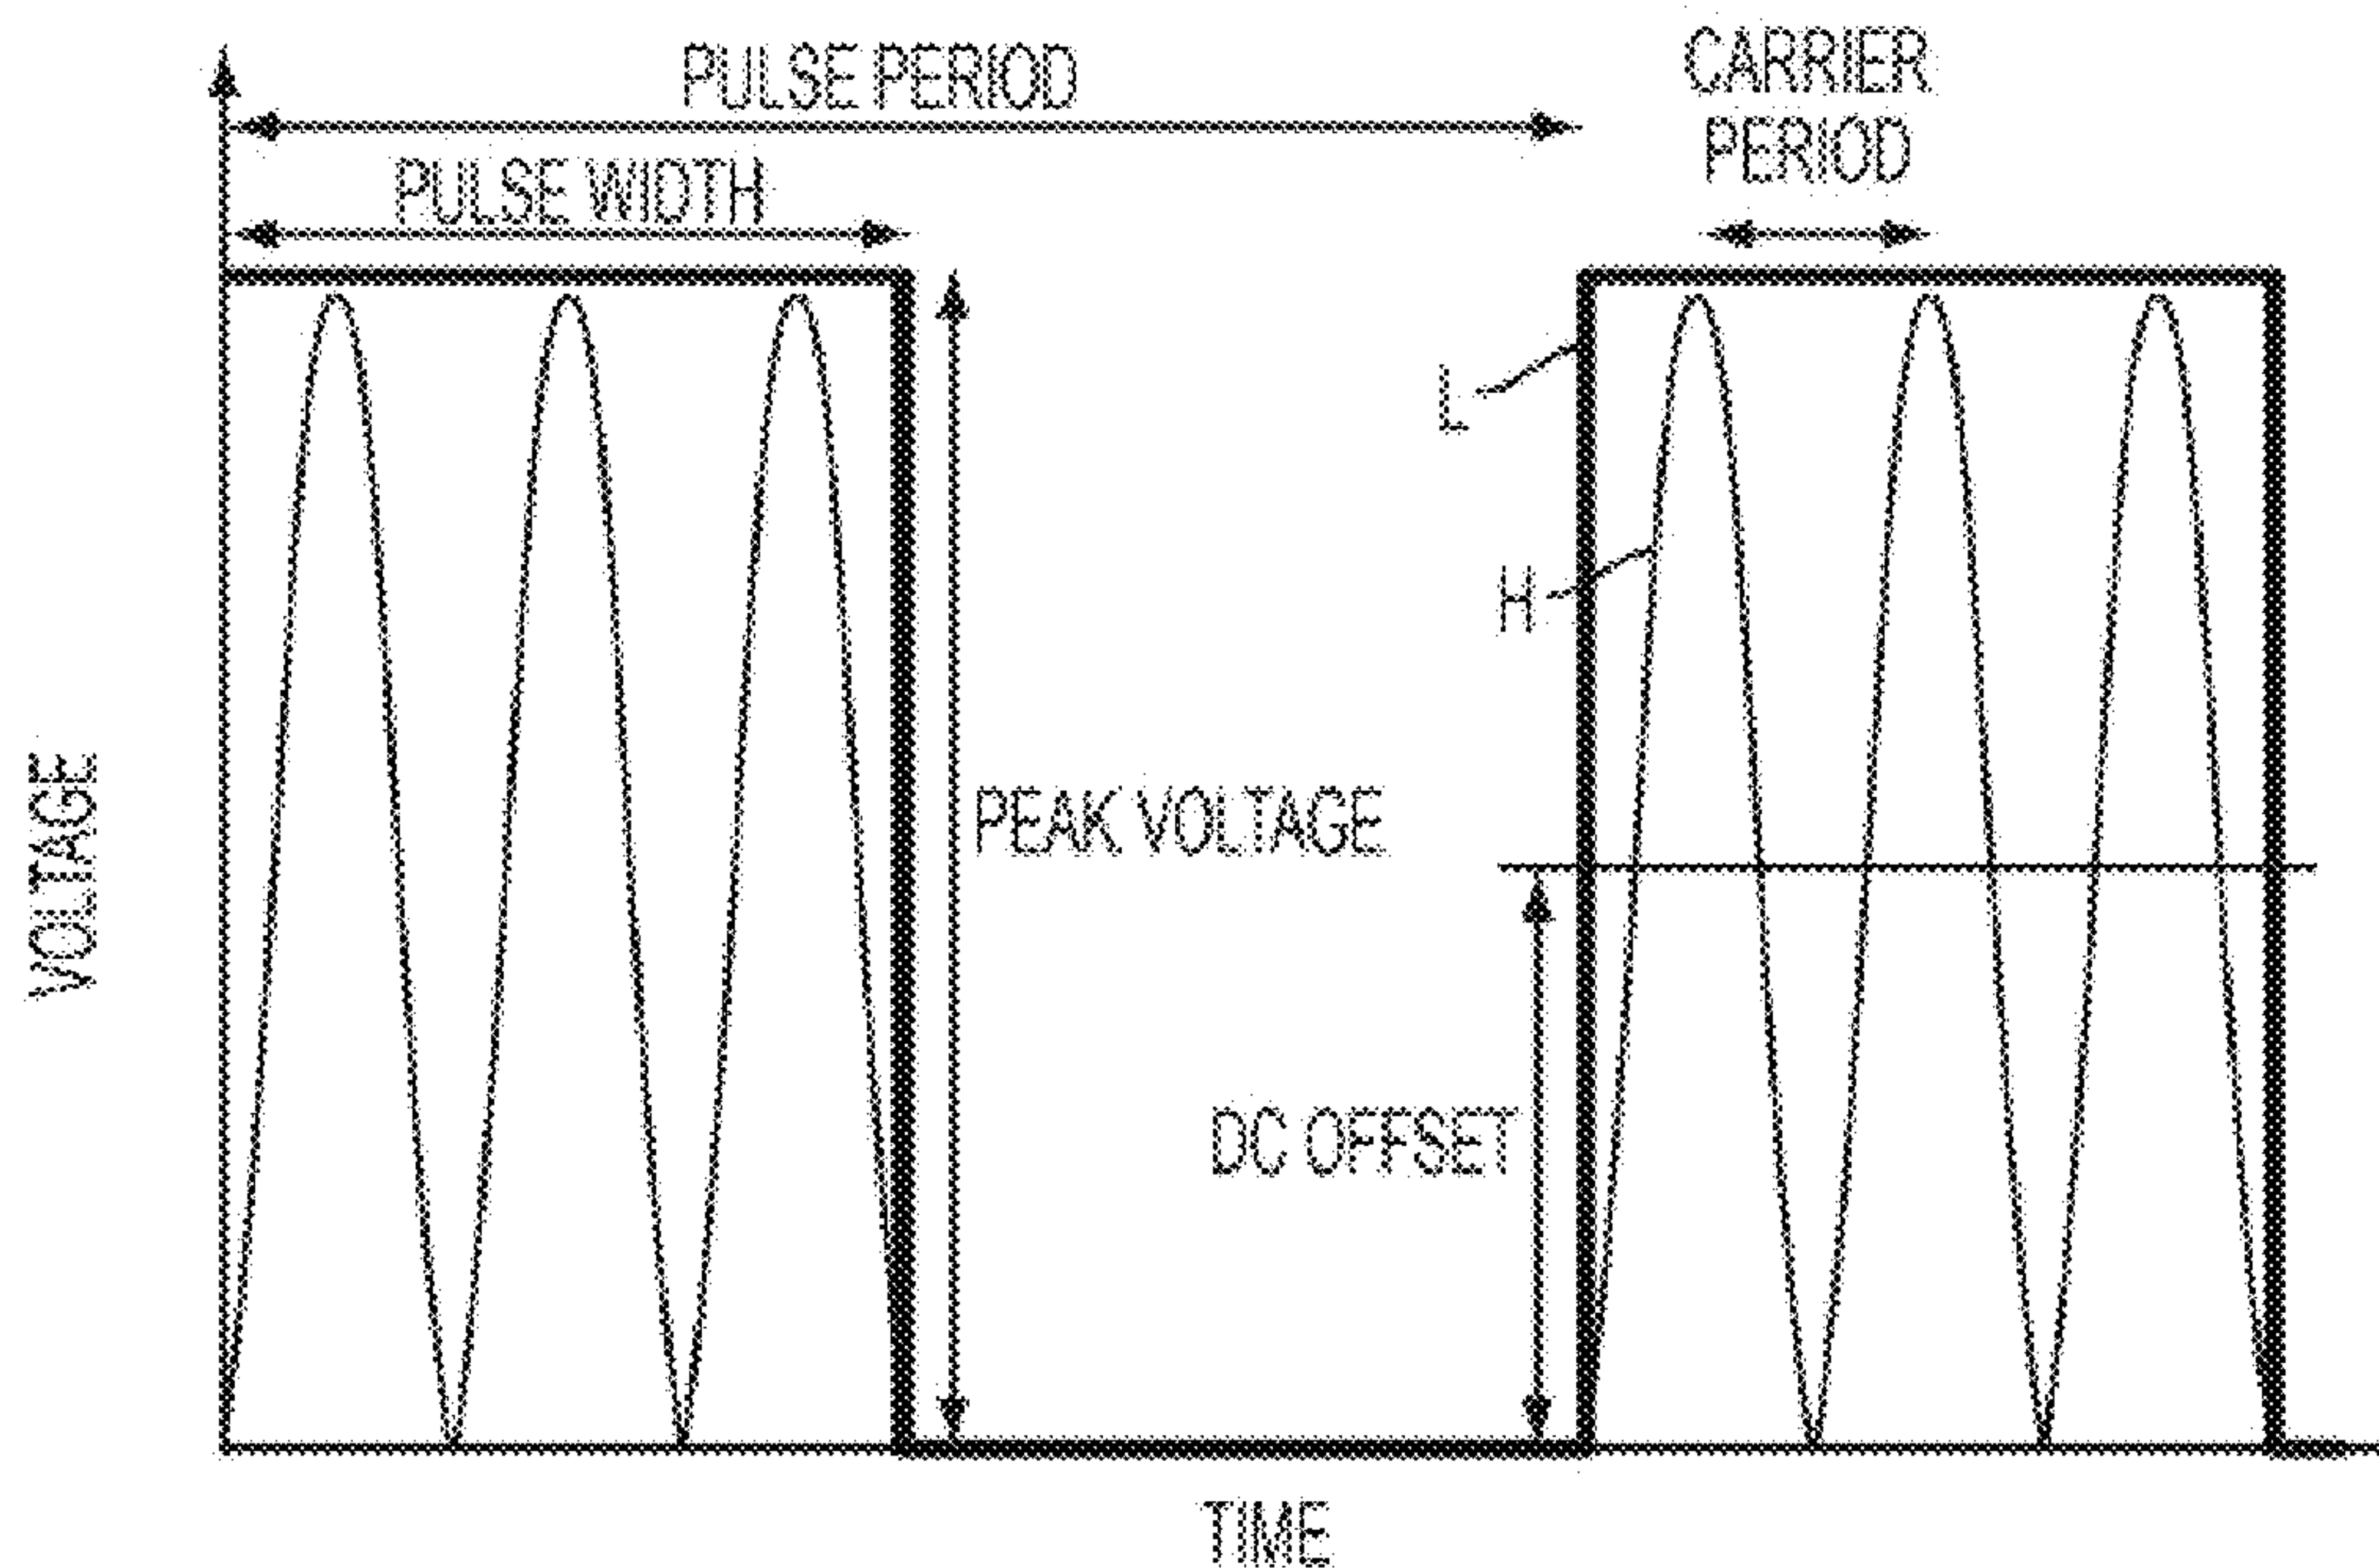 PULSE PERIOD
CARRIER
PERIOD
PULSE WIDTH
L
H
VOLTAGE
PEAK VOLTAGE
DC OFFSET
TIME